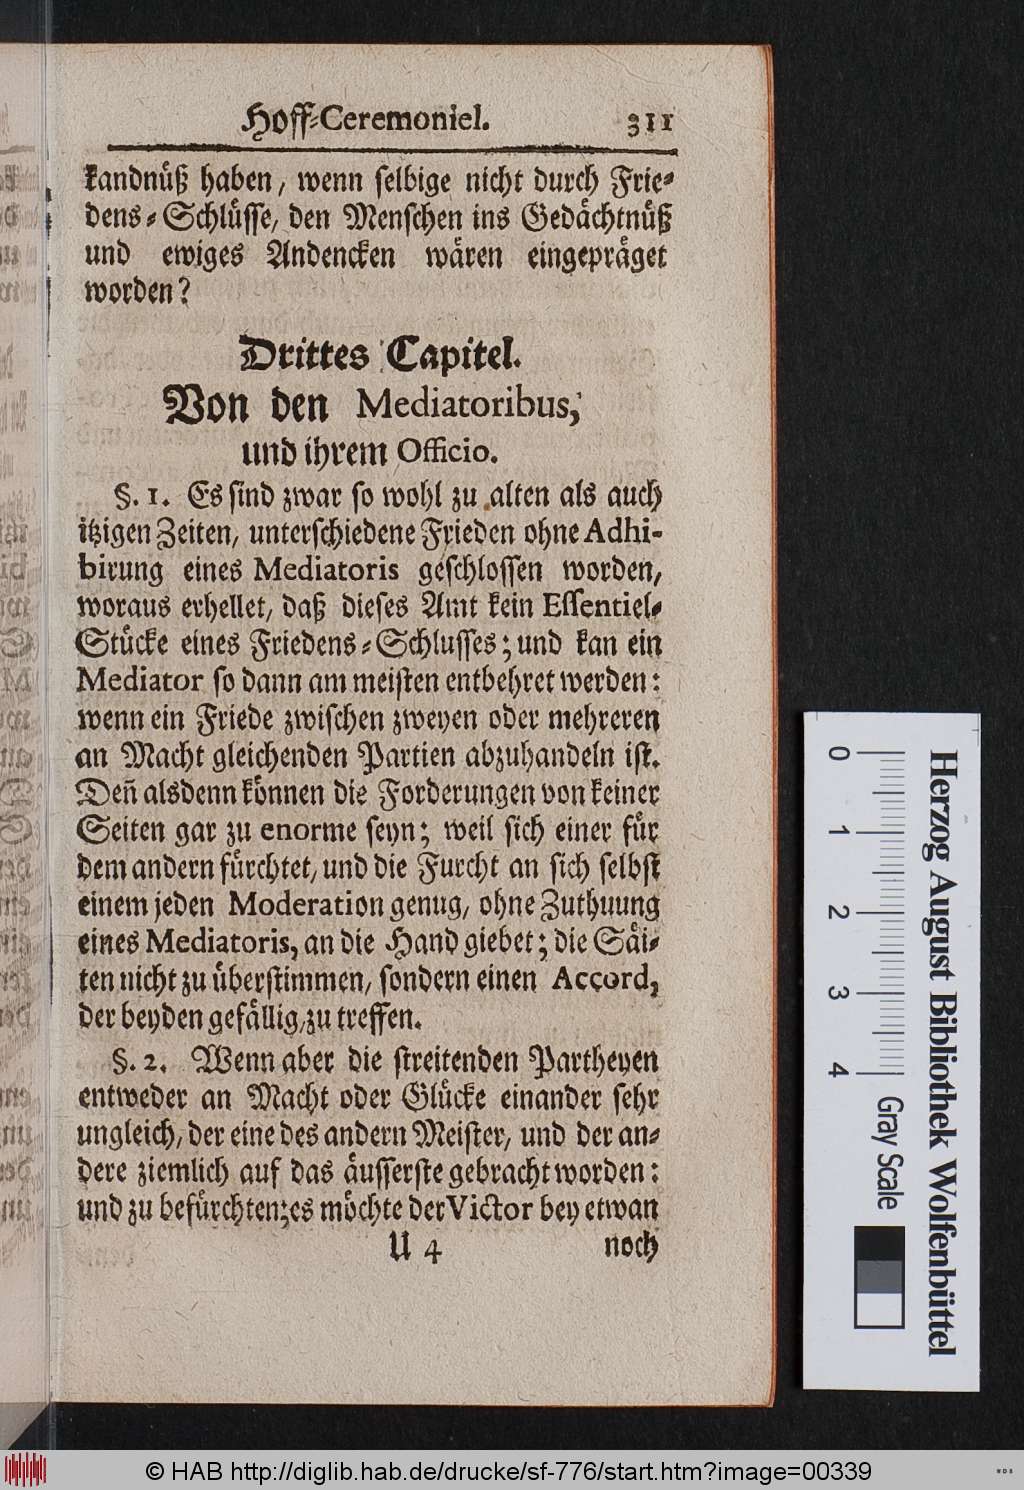 Hoff-Ceremoniel. 311
kandnüß haben, wenn selbige nicht durch Frie-
dens-Schlüsse, den Menschen ins Gedächtnüß
und ewiges Andencken wären eingepräget
worden?
Drittes Capitel.
Von den Mediatoribus,
und ihrem Officio.
§. 1. Es sind zwar so wohl zu alten als auch
itzigen Zeiten, unterschiedene Frieden ohne Adhi-
birung eines Mediatoris geschlossen worden,
woraus erhellet, daß dieses Amt kein Essentiel-
Stücke eines Friedens-Schlusses; und kan ein
Mediator so dann am meisten entbehret werden:
wenn ein Friede zwischen zweyen oder mehreren
an Macht gleichenden Partien abzuhandeln ist.
Deñ alsdenn können die Forderungen von keiner
Seiten gar zu enorme seyn; weil sich einer für
dem andern fürchtet, und die Furcht an sich selbst
einem jeden Moderation genug, ohne Zuthuung
eines Mediatoris, an die Hand giebet; die Säi-
ten nicht zu überstimmen, sondern einen Accord,
der beyden gefällig, zu treffen.
§. 2. Wenn aber die streitenden Partheyen
entweder an Macht oder Glücke einander sehr
ungleich, der eine des andern Meister, und der an-
dere ziemlich auf das äusserste gebracht worden:
und zu befürchten; es möchte der Victor bey etwan
U 4 noch
0 1 2 3 4
Gray Scale
Herzog August Bibliothek Wolfenbüttel
© HAB http://diglib.hab.de/drucke/sf-776/start.htm?image=00339